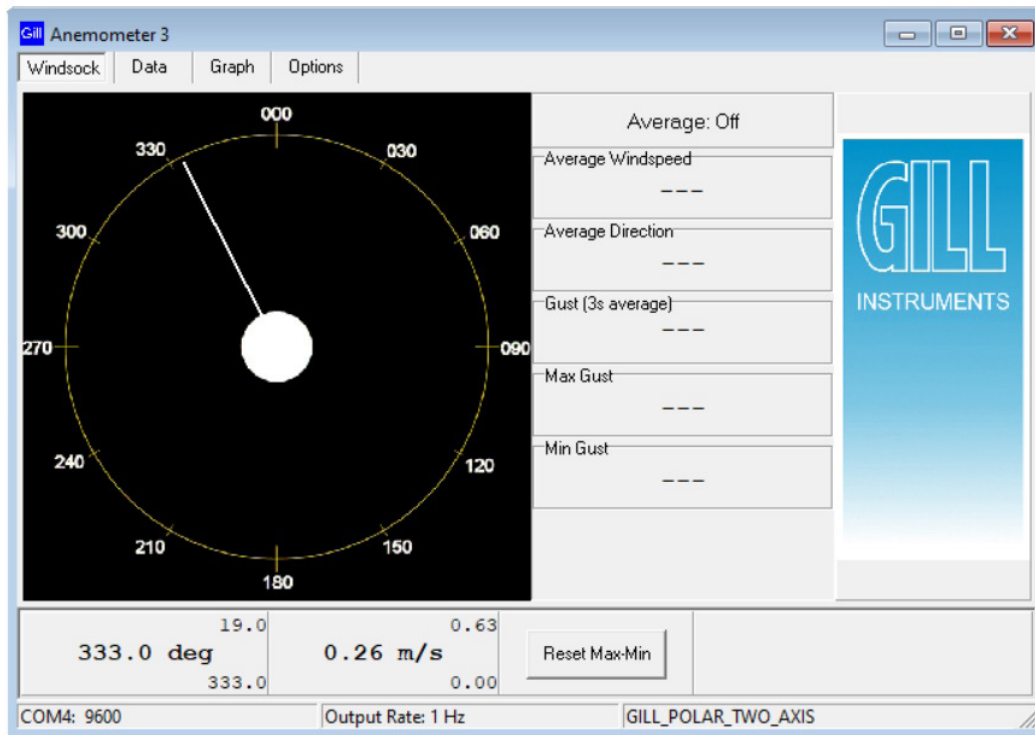 Gill Anemometer 3
Windsock Data Graph Options
000
330 030
300 060
270 090
240 120
210 150
180
Average: Off
Average Windspeed
---
Average Direction
---
Gust (3s average)
---
Max Gust
---
Min Gust
---
GILL
INSTRUMENTS
19.0
333.0 deg
333.0
0.63
0.26 m/s
0.00
Reset Max-Min
COM4: 9600 Output Rate: 1 Hz GILL_POLAR_TWO_AXIS